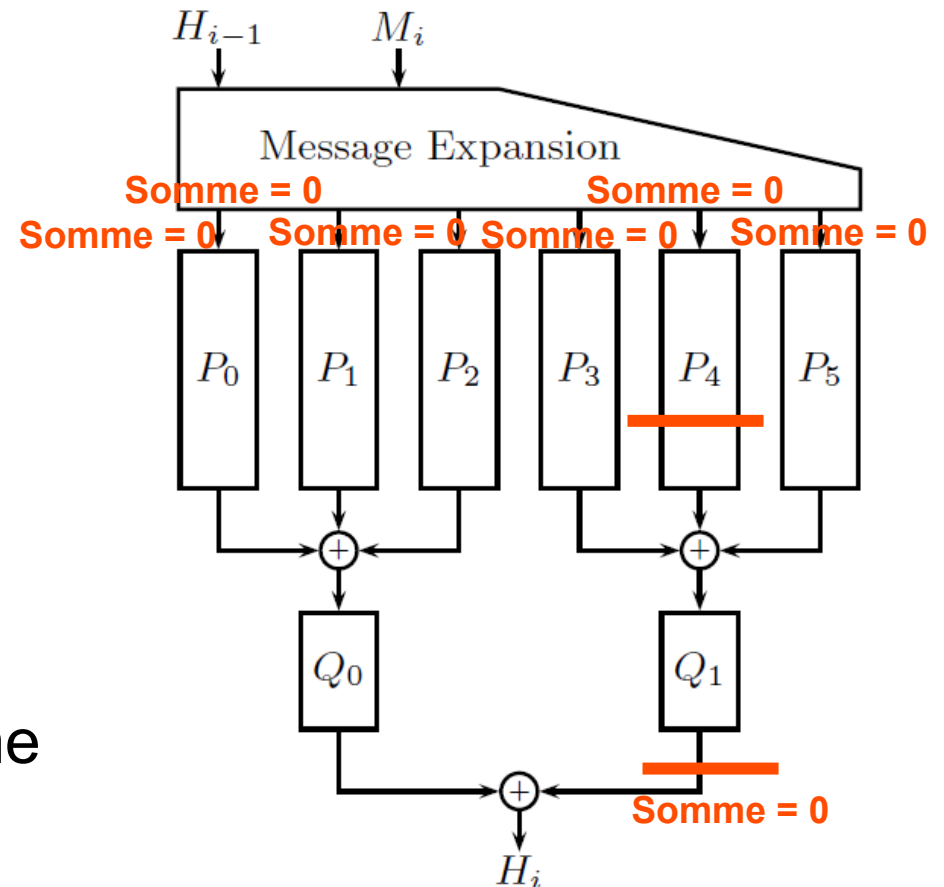 H_{i-1} M_i
Message Expansion
Somme = 0 Somme = 0
Somme = 0 Somme = 0 Somme = 0 Somme = 0
P_0 P_1 P_2 P_3 P_4 P_5
+ +
Q_0 Q_1
ne
+
Somme = 0
H_i